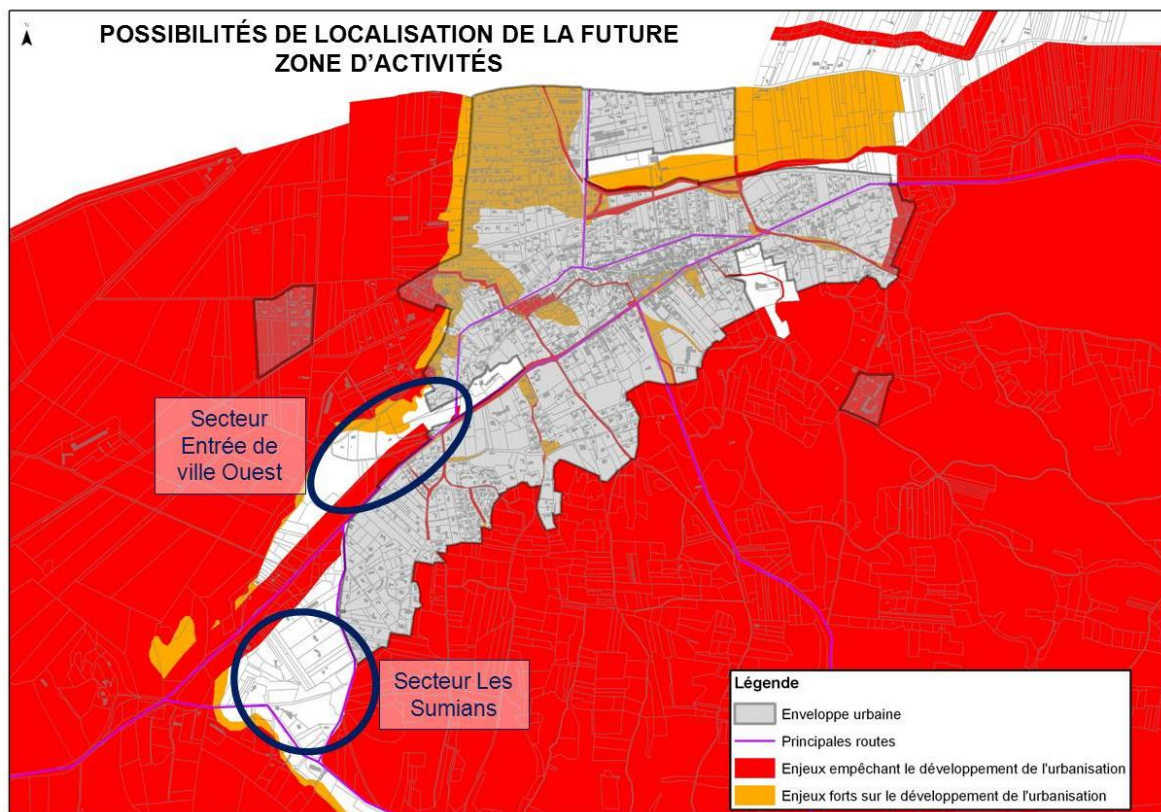 POSSIBILITÉS DE LOCALISATION DE LA FUTURE
ZONE D'ACTIVITÉS
Secteur
Entrée de
ville Ouest
Secteur Les
Sumians
Légende
Enveloppe urbaine
Principales routes
Enjeux empêchant le développement de l'urbanisation
Enjeux forts sur le développement de l'urbanisation